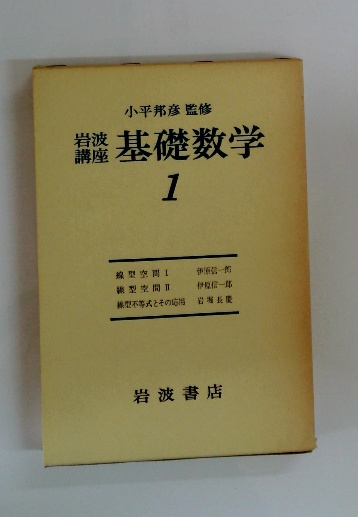 小平邦彦 監修
岩波講座 基礎数学
1
線型空間 I 伊原信一郎
線型空間 II 伊原信一郎
線型不等式とその応用 岩堀長慶
岩波書店